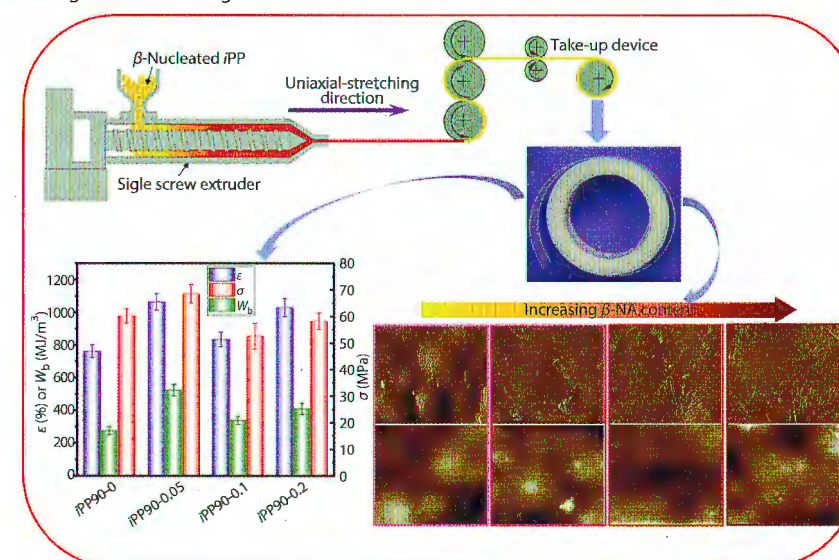 β-Nucleated iPP
Uniaxial-stretching
direction
Take-up device
Sigle screw extruder
ε (%) or W_b (MJ/m³)
1200
1000
800
600
400
200
0
ε
σ
W_b
80
70
60
50
40
30
20
10
0
σ (MPa)
iPP90-0
iPP90-0.05
iPP90-0.1
iPP90-0.2
Increasing β-NA content